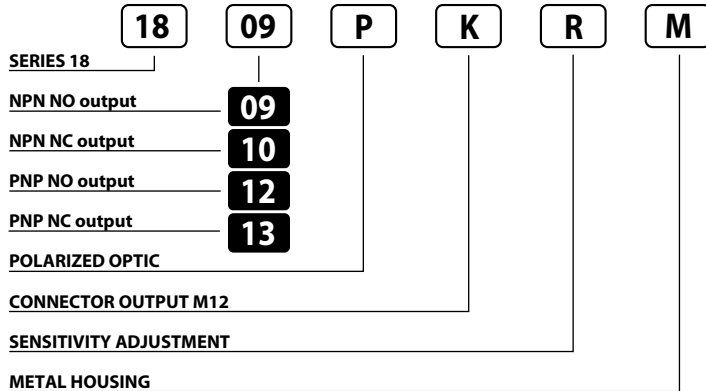 18 09 P K R M
SERIES 18
NPN NO output 09
NPN NC output 10
PNP NO output 12
PNP NC output 13
POLARIZED OPTIC
CONNECTOR OUTPUT M12
SENSITIVITY ADJUSTMENT
METAL HOUSING